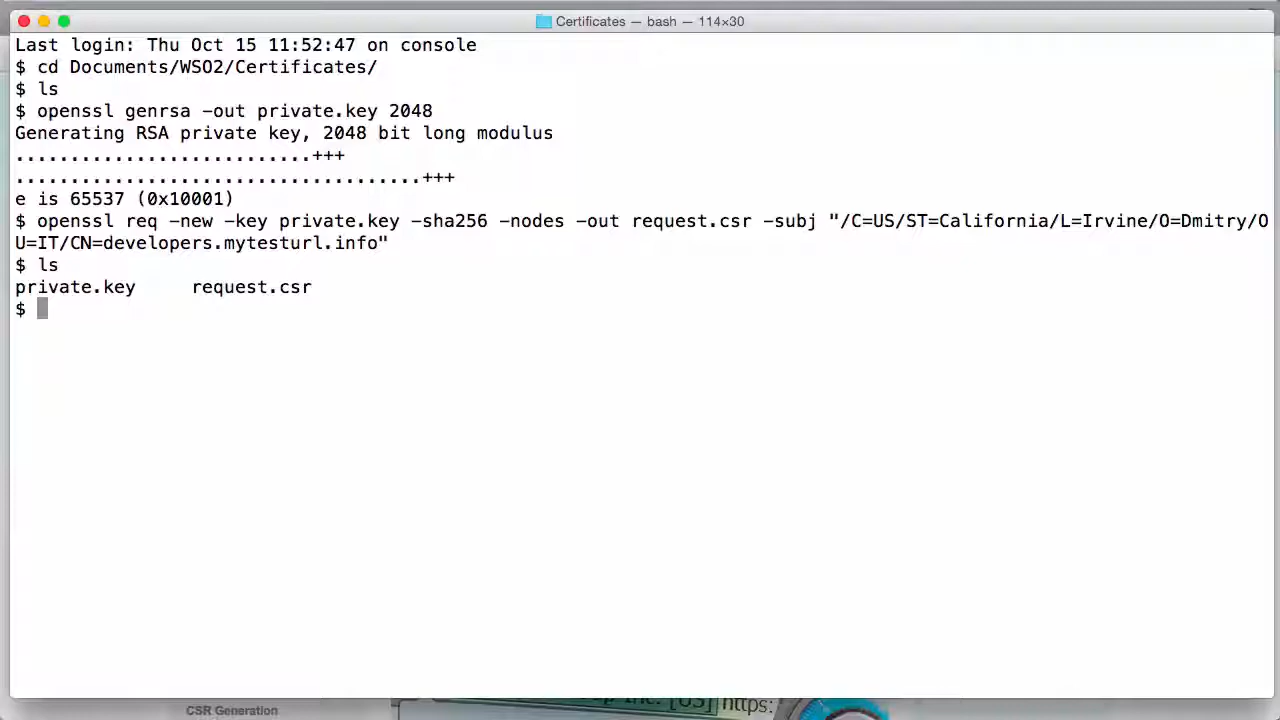 Certificates — bash — 114×30
Last login: Thu Oct 15 11:52:47 on console
$ cd Documents/WSO2/Certificates/
$ ls
$ openssl genrsa -out private.key 2048
Generating RSA private key, 2048 bit long modulus
...........................+++
.....................................+++
e is 65537 (0x10001)
$ openssl req -new -key private.key -sha256 -nodes -out request.csr -subj "/C=US/ST=California/L=Irvine/O=Dmitry/O
U=IT/CN=developers.mytesturl.info"
$ ls
private.key     request.csr
$
CSR Generation
Inc. [US] https: